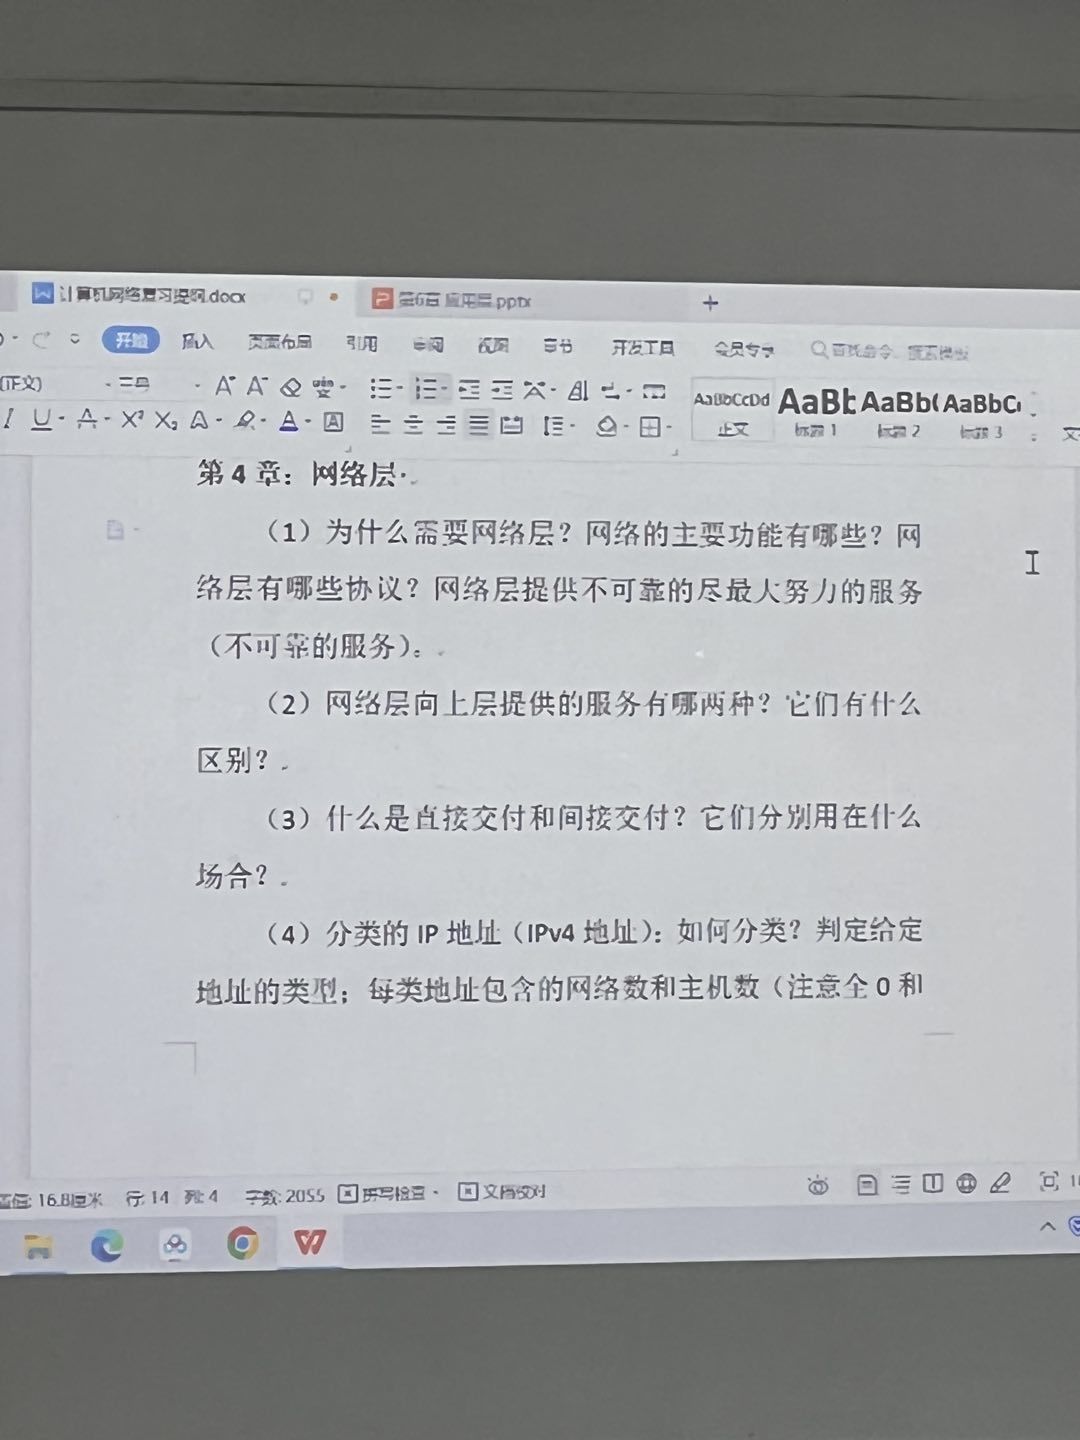 计算机网络复习提纲.docx
第6章 应用层.pptx
+
开始 插入 页面布局 引用 审阅 视图 章节 开发工具 会员专享 查找命令、搜索模板
(正文) 三号
AaBbCcDd AaBb AaBb( AaBbC
正文 标题 1 标题 2 标题 3
第 4 章：网络层
（1）为什么需要网络层？网络的主要功能有哪些？网
络层有哪些协议？网络层提供不可靠的尽最大努力的服务
（不可靠的服务）。
（2）网络层向上层提供的服务有哪两种？它们有什么
区别？
（3）什么是直接交付和间接交付？它们分别用在什么
场合？
（4）分类的 IP 地址（IPv4 地址）：如何分类？判定给定
地址的类型；每类地址包含的网络数和主机数（注意全 0 和
16.8厘米 行: 14 列: 4 字数: 2055 拼写检查 文档校对